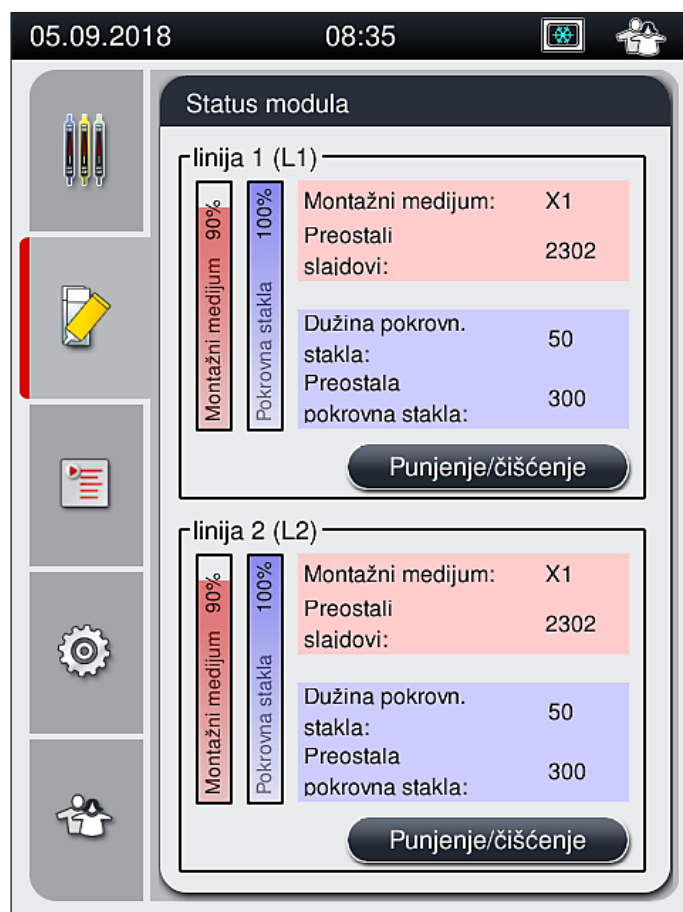 05.09.2018 08:35
Status modula
linija 1 (L1)
Montažni medijum 90%
Pokrovna stakla 100%
Montažni medijum: X1
Preostali
slajdovi: 2302
Dužina pokrovn.
stakla: 50
Preostala
pokrovna stakla: 300
Punjenje/čišćenje
linija 2 (L2)
Montažni medijum 90%
Pokrovna stakla 100%
Montažni medijum: X1
Preostali
slajdovi: 2302
Dužina pokrovn.
stakla: 50
Preostala
pokrovna stakla: 300
Punjenje/čišćenje